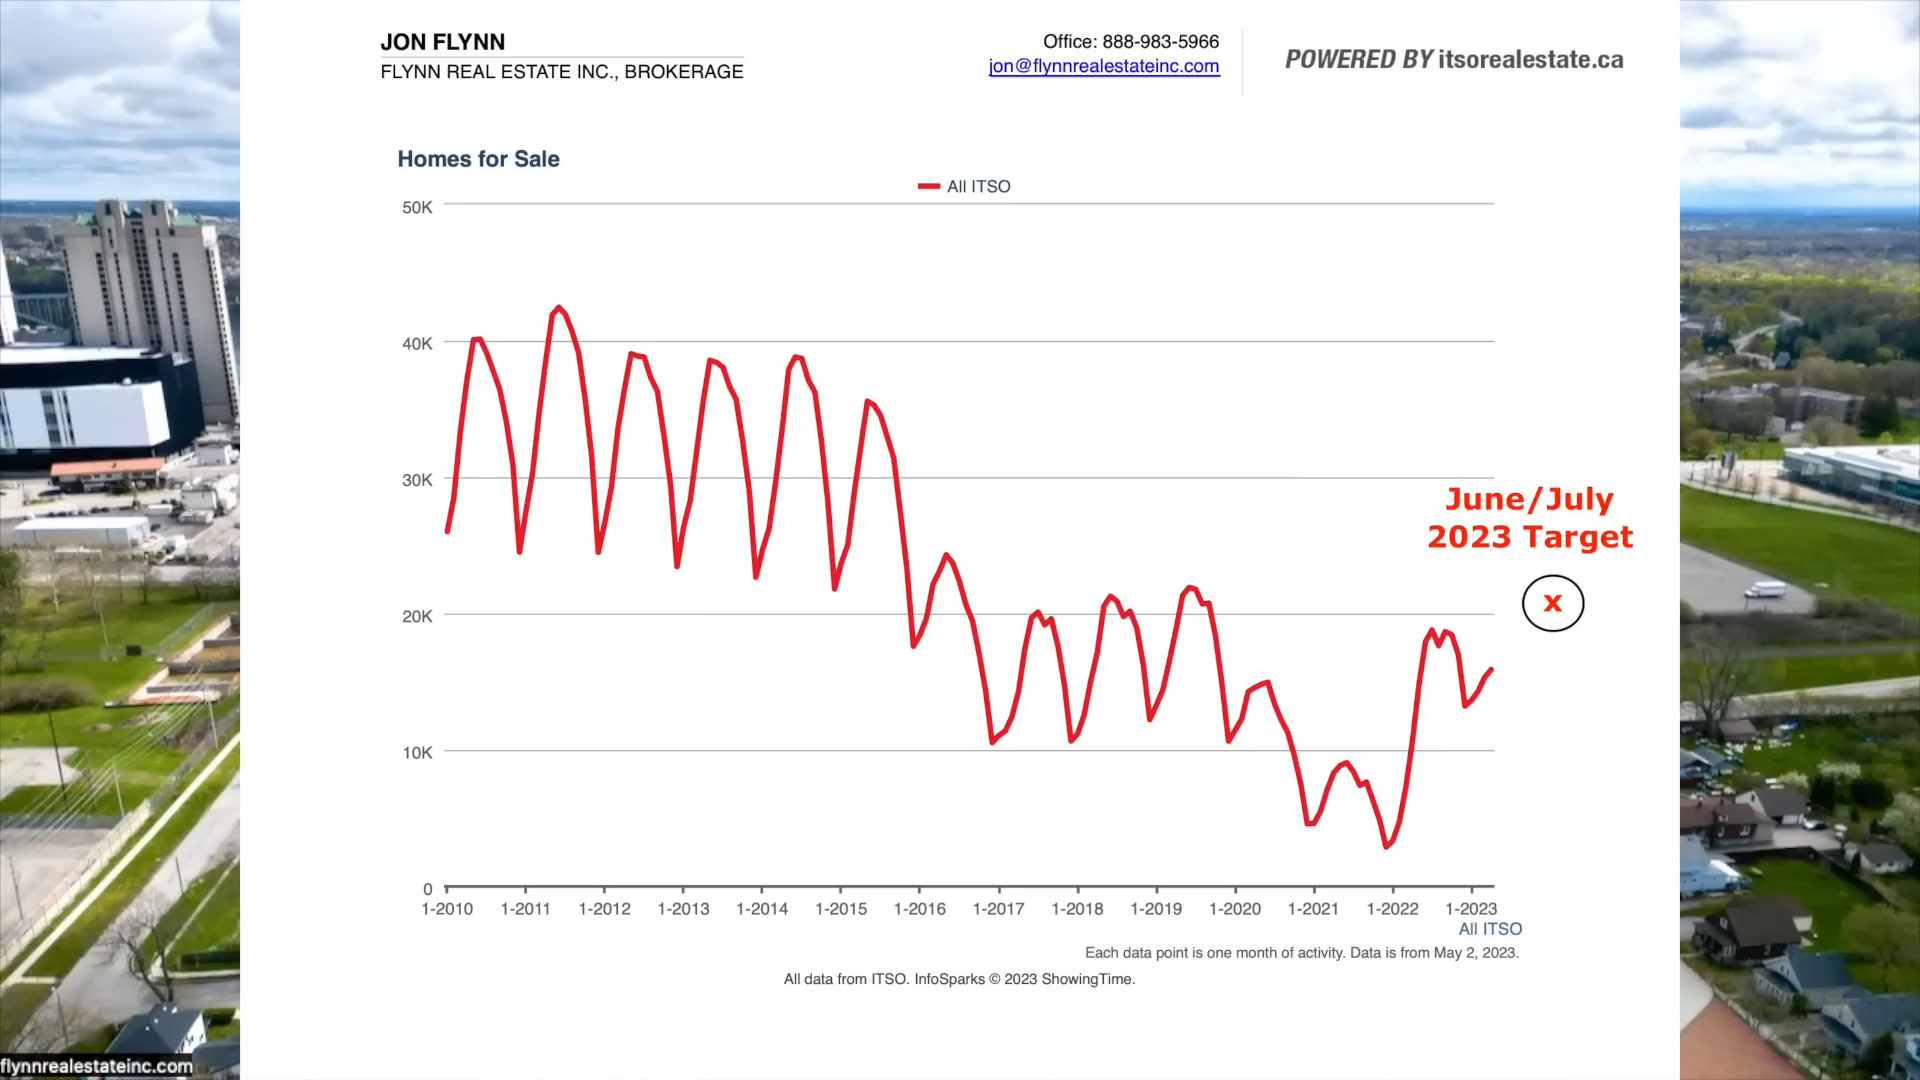 JON FLYNN
FLYNN REAL ESTATE INC., BROKERAGE
Office: 888-983-5966
jon@flynnrealestateinc.com
POWERED BY itsorealestate.ca
Homes for Sale
All ITSO
50K
40K
30K
20K
10K
0
June/July
2023 Target
x
1-2010 1-2011 1-2012 1-2013 1-2014 1-2015 1-2016 1-2017 1-2018 1-2019 1-2020 1-2021 1-2022 1-2023
All ITSO
Each data point is one month of activity. Data is from May 2, 2023.
All data from ITSO. InfoSparks © 2023 ShowingTime.
flynnrealestateinc.com